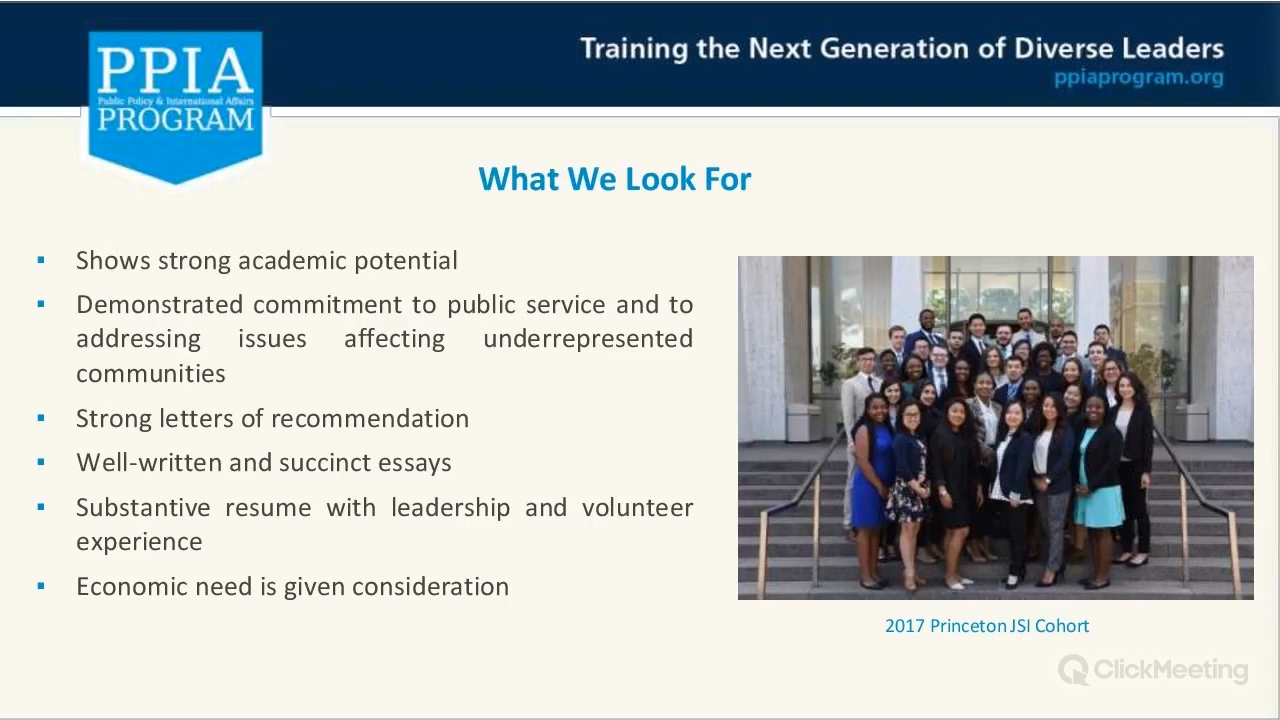 PPIA
Public Policy & International Affairs
PROGRAM
Training the Next Generation of Diverse Leaders
ppiaprogram.org
What We Look For
▪ Shows strong academic potential
▪ Demonstrated commitment to public service and to
addressing issues affecting underrepresented
communities
▪ Strong letters of recommendation
▪ Well-written and succinct essays
▪ Substantive resume with leadership and volunteer
experience
▪ Economic need is given consideration
2017 Princeton JSI Cohort
ClickMeeting